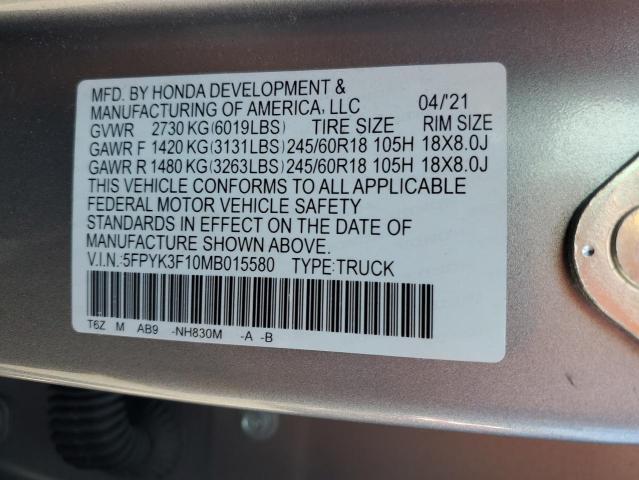 MFD. BY HONDA DEVELOPMENT &
MANUFACTURING OF AMERICA, LLC 04/'21
GVWR 2730 KG(6019LBS) TIRE SIZE RIM SIZE
GAWR F 1420 KG(3131LBS)245/60R18 105H 18X8.0J
GAWR R 1480 KG(3263LBS)245/60R18 105H 18X8.0J
THIS VEHICLE CONFORMS TO ALL APPLICABLE
FEDERAL MOTOR VEHICLE SAFETY
STANDARDS IN EFFECT ON THE DATE OF
MANUFACTURE SHOWN ABOVE.
V.I.N.:5FPYK3F10MB015580 TYPE:TRUCK
T6Z M AB9 -NH830M -A -B